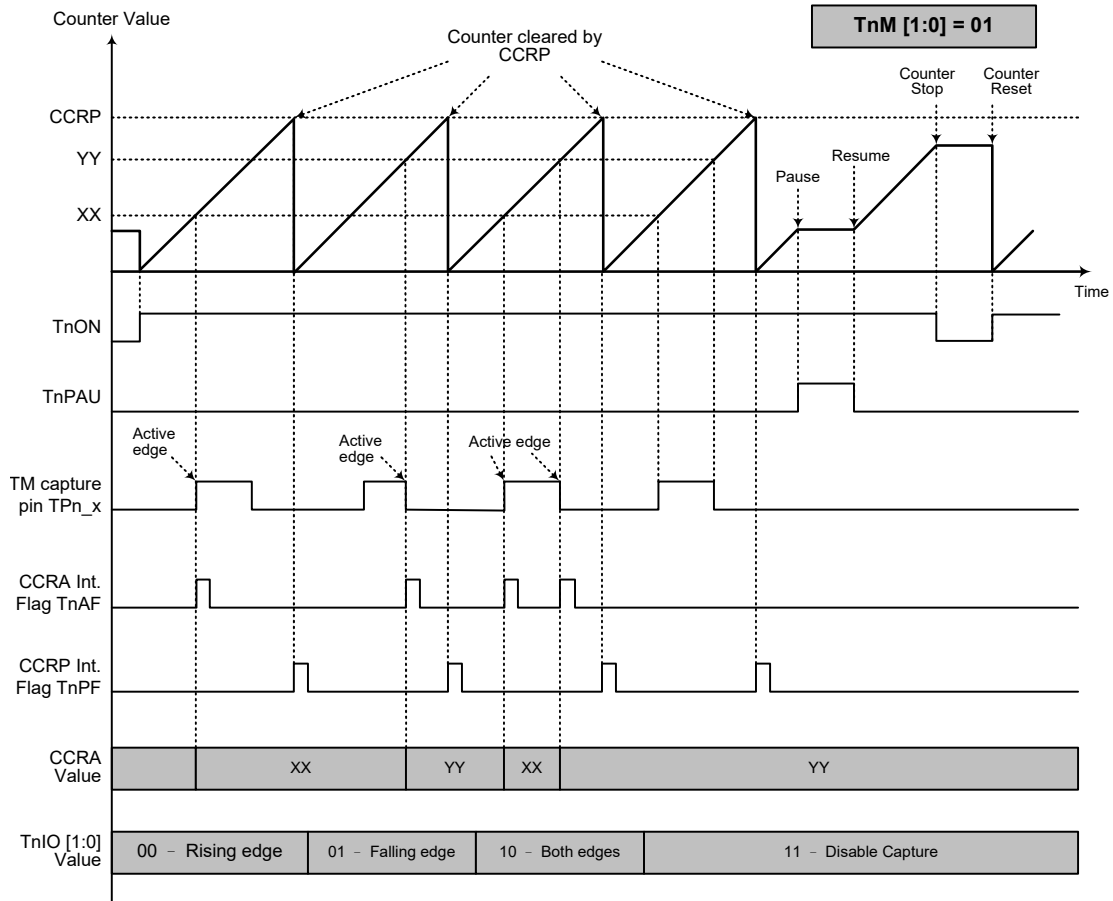 Counter Value
TnM [1:0] = 01
Counter cleared by
CCRP
Counter
Stop
Counter
Reset
CCRP
YY
XX
Pause
Resume
Time
TnON
TnPAU
Active
edge
Active
edge
Active edge
TM capture
pin TPn_x
CCRA Int.
Flag TnAF
CCRP Int.
Flag TnPF
CCRA
Value
XX
YY
XX
YY
TnIO [1:0]
Value
00 – Rising edge
01 – Falling edge
10 – Both edges
11 – Disable Capture